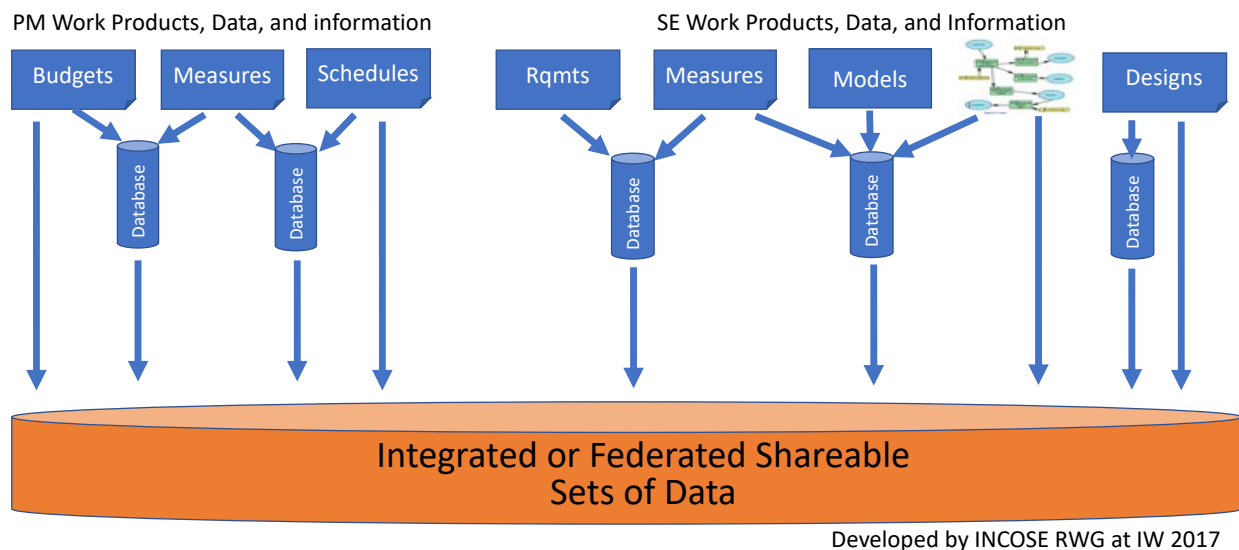 PM Work Products, Data, and information
SE Work Products, Data, and Information
Budgets
Measures
Schedules
Rqmts
Measures
Models
Designs
Database
Database
Database
Database
Database
Integrated or Federated Shareable
Sets of Data
Developed by INCOSE RWG at IW 2017